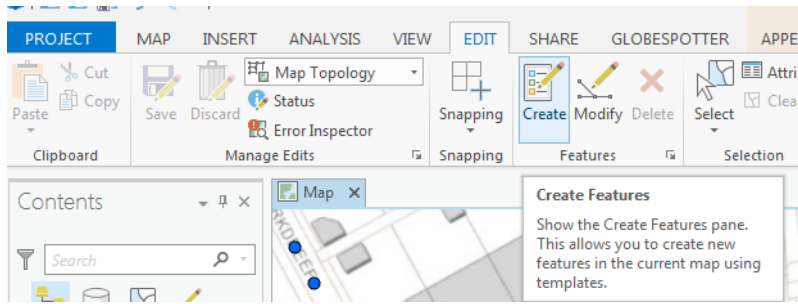 PROJECT MAP INSERT ANALYSIS VIEW EDIT SHARE GLOBESPOTTER APPE
Cut
Copy
Paste
Clipboard
Save
Discard
Map Topology
Status
Error Inspector
Manage Edits
Snapping
Snapping
Create
Modify
Delete
Features
Select
Attri
Clea
Selection
Contents
Search
Map
Create Features
Show the Create Features pane.
This allows you to create new
features in the current map using
templates.